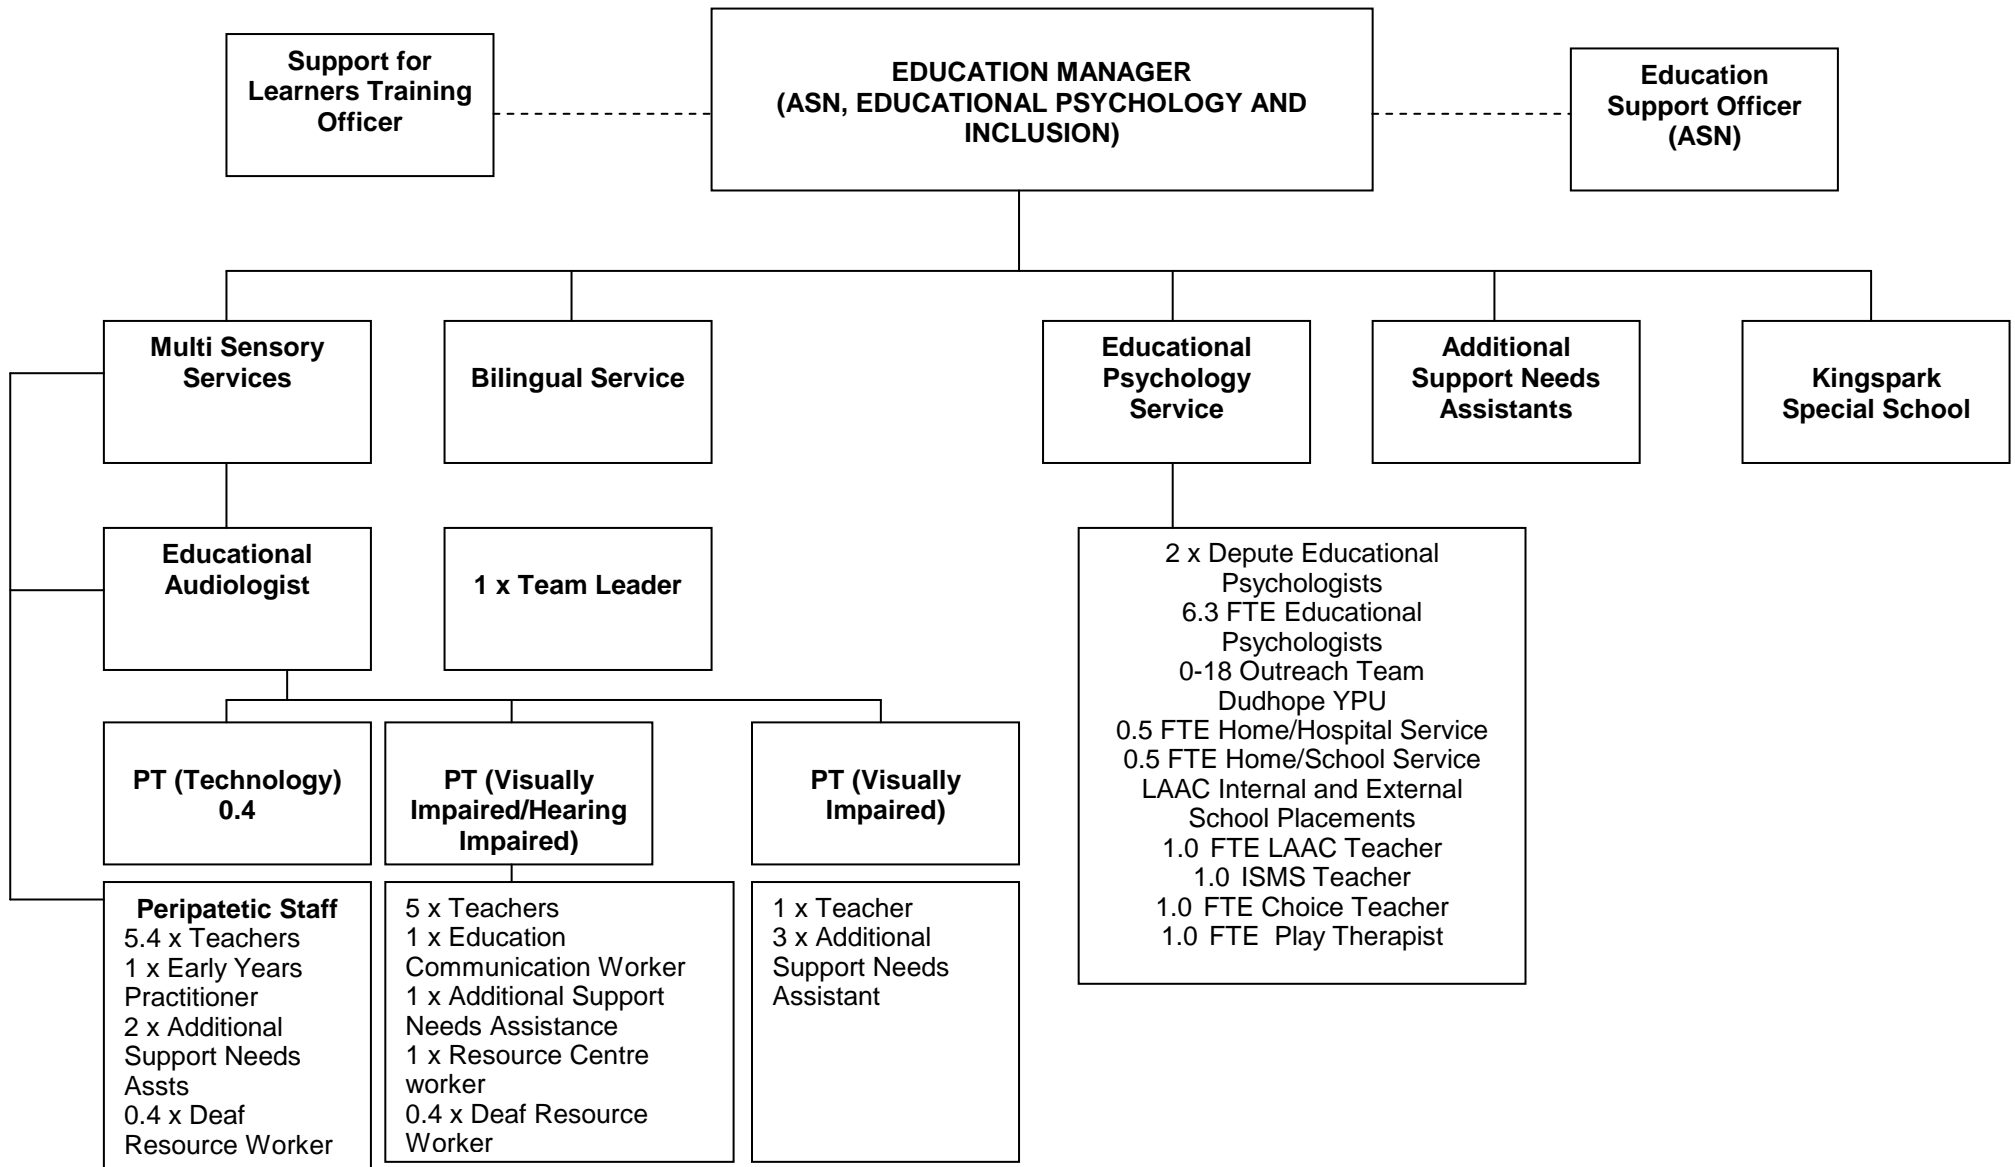 Support for
Learners Training
Officer
EDUCATION MANAGER
(ASN, EDUCATIONAL PSYCHOLOGY AND
INCLUSION)
Education
Support Officer
(ASN)
Multi Sensory
Services
Bilingual Service
Educational
Psychology
Service
Additional
Support Needs
Assistants
Kingspark
Special School
Educational
Audiologist
1 x Team Leader
2 x Depute Educational
Psychologists
6.3 FTE Educational
Psychologists
0-18 Outreach Team
Dudhope YPU
0.5 FTE Home/Hospital Service
0.5 FTE Home/School Service
LAAC Internal and External
School Placements
1.0 FTE LAAC Teacher
1.0 ISMS Teacher
1.0 FTE Choice Teacher
1.0 FTE Play Therapist
PT (Technology)
0.4
PT (Visually
Impaired/Hearing
Impaired)
PT (Visually
Impaired)
Peripatetic Staff
5.4 x Teachers
1 x Early Years
Practitioner
2 x Additional
Support Needs
Assts
0.4 x Deaf
Resource Worker
5 x Teachers
1 x Education
Communication Worker
1 x Additional Support
Needs Assistance
1 x Resource Centre
worker
0.4 x Deaf Resource
Worker
1 x Teacher
3 x Additional
Support Needs
Assistant